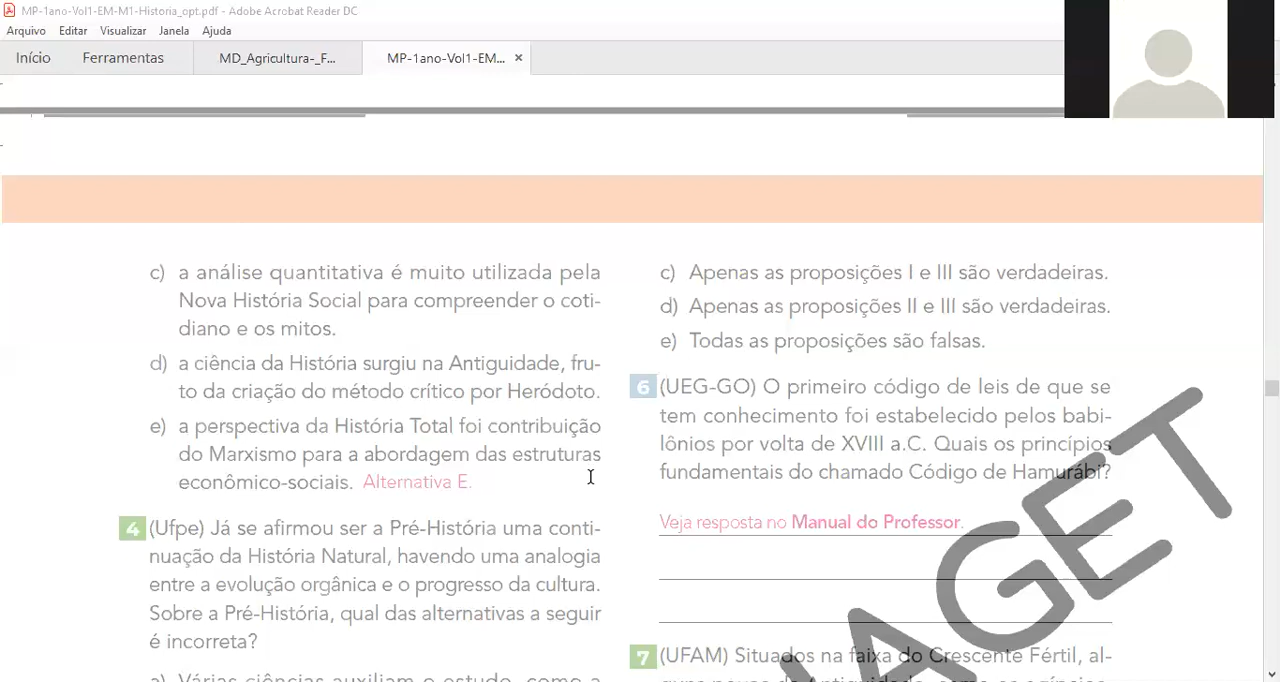 MP-1ano-Vol1-EM-M1-Historia_opt.pdf - Adobe Acrobat Reader DC
Arquivo Editar Visualizar Janela Ajuda
Início Ferramentas MD_Agricultura-_F... MP-1ano-Vol1-EM... ×
c) a análise quantitativa é muito utilizada pela
Nova História Social para compreender o coti-
diano e os mitos.
d) a ciência da História surgiu na Antiguidade, fru-
to da criação do método crítico por Heródoto.
e) a perspectiva da História Total foi contribuição
do Marxismo para a abordagem das estruturas
econômico-sociais. Alternativa E.
4 (Ufpe) Já se afirmou ser a Pré-História uma conti-
nuação da História Natural, havendo uma analogia
entre a evolução orgânica e o progresso da cultura.
Sobre a Pré-História, qual das alternativas a seguir
é incorreta?
a) Várias ciências auxiliam o estudo, como a
c) Apenas as proposições I e III são verdadeiras.
d) Apenas as proposições II e III são verdadeiras.
e) Todas as proposições são falsas.
6 (UEG-GO) O primeiro código de leis de que se
tem conhecimento foi estabelecido pelos babi-
lônios por volta de XVIII a.C. Quais os princípios
fundamentais do chamado Código de Hamurábi?
Veja resposta no Manual do Professor.
7 (UFAM) Situados na faixa do Crescente Fértil, al-
AGET